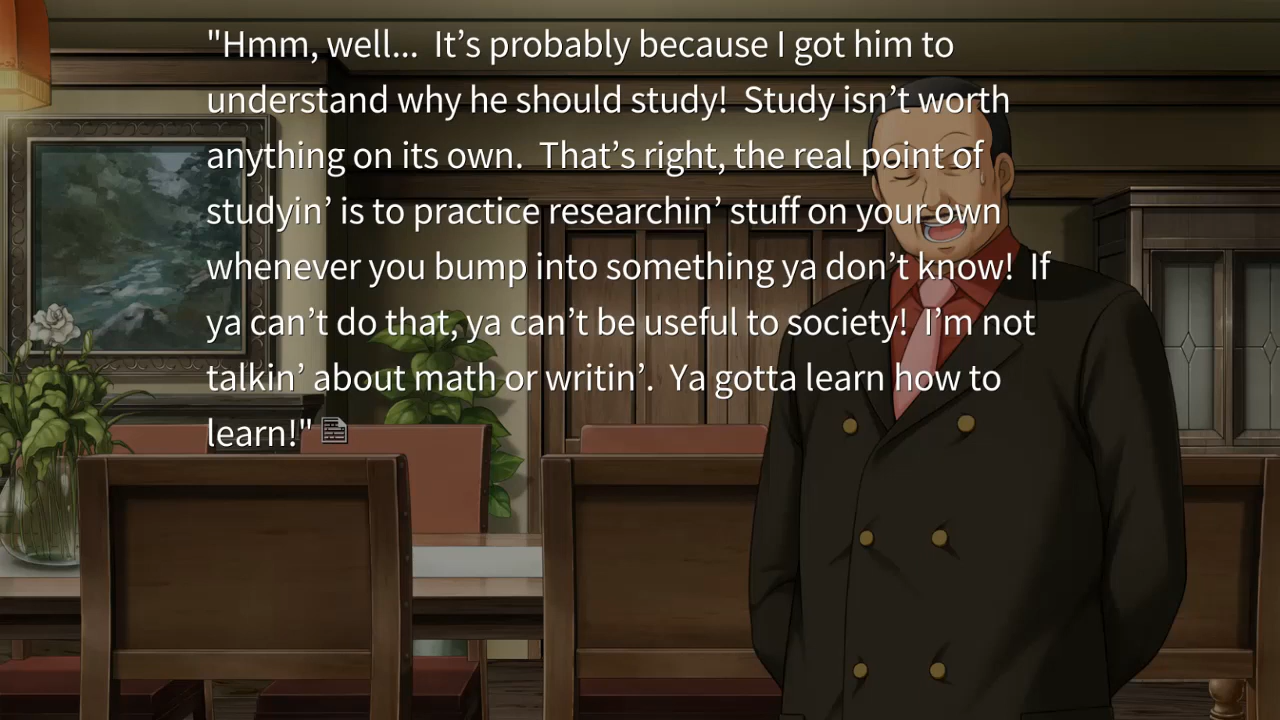 "Hmm, well...  It’s probably because I got him to
understand why he should study!  Study isn’t worth
anything on its own.  That’s right, the real point of
studyin’ is to practice researchin’ stuff on your own
whenever you bump into something ya don’t know!  If
ya can’t do that, ya can’t be useful to society!  I’m not
talkin’ about math or writin’.  Ya gotta learn how to
learn!"